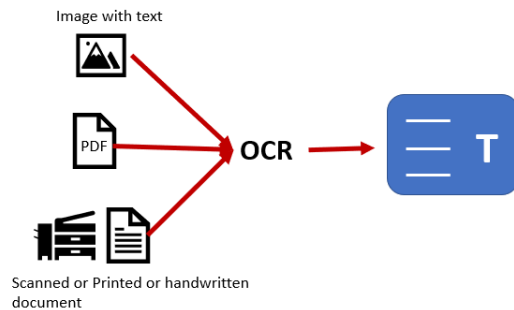 Image with text
PDF
OCR
T
Scanned or Printed or handwritten
document